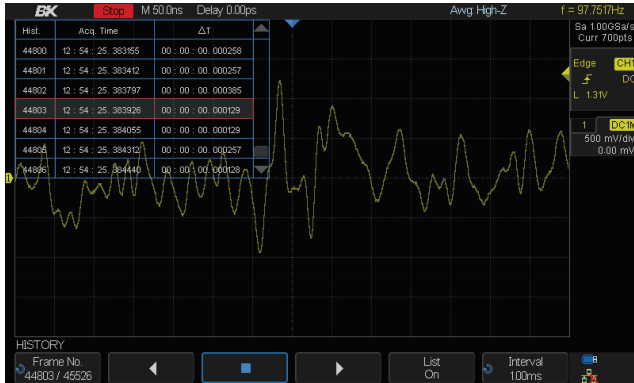 BK Stop M 50.0ns Delay 0.00ps Awg: High-Z f = 97.7517Hz
Sa 1.00GSa/s
Curr 700pts
Hist. Acq. Time ΔT
44800 12 : 54 : 25. 383155 00 : 00 : 00. 000258
44801 12 : 54 : 25. 383412 00 : 00 : 00. 000257
44802 12 : 54 : 25. 383797 00 : 00 : 00. 000385
44803 12 : 54 : 25. 383926 00 : 00 : 00. 000129
44804 12 : 54 : 25. 384055 00 : 00 : 00. 000129
44805 12 : 54 : 25. 384312 00 : 00 : 00. 000257
44806 12 : 54 : 25. 384440 00 : 00 : 00. 000128
Edge CH1
DC
L 1.31V
1 DC1M
500 mV/div
0.00 mV
1
HISTORY
Frame No.
44803 / 45526
List
On
Interval
1.00ms